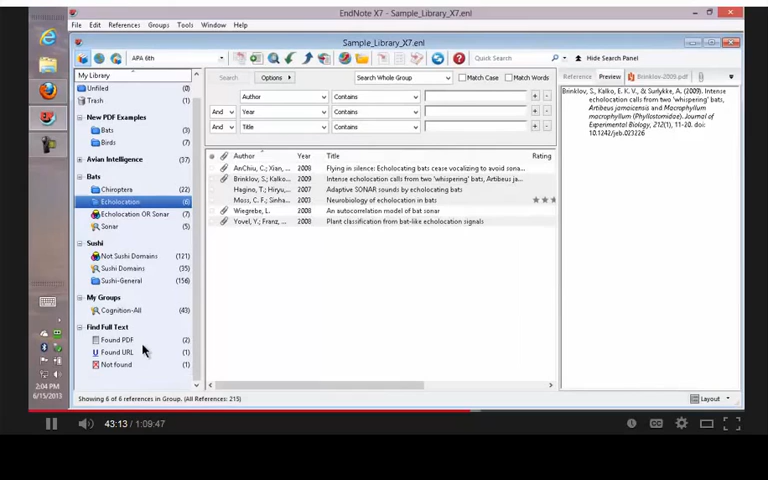 EndNote X7 - Sample_Library_X7.enl
File Edit References Groups Tools Window Help
Sample_Library_X7.enl
APA 6th
Quick Search
Hide Search Panel
My Library
Unfiled (0)
Trash (1)
New PDF Examples
Bats (3)
Birds (3)
Avian Intelligence (37)
Bats
Chiroptera (22)
Echolocation (6)
Echolocation OR Sonar (7)
Sonar (5)
Sushi
Not Sushi Domains (121)
Sushi Domains (35)
Sushi-General (156)
My Groups
Cognition-All (43)
Find Full Text
Found PDF (2)
Found URL (1)
Not found (1)
Search Options Search Whole Group Match Case Match Words
Author Contains
And Year Contains
And Title Contains
Author Year Title Rating
AnChiu, C.; Xian, ... 2008 Flying in silence: Echolocating bats cease vocalizing to avoid sona...
Brinkløv, S.; Kalko... 2009 Intense echolocation calls from two 'whispering' bats, Artibeus ja...
Hagino, T.; Hiryu,... 2007 Adaptive SONAR sounds by echolocating bats
Moss, C. F.; Sinha... 2003 Neurobiology of echolocation in bats
Wiegrebe, L. 2008 An autocorrelation model of bat sonar
Yovel, Y.; Franz, ... 2008 Plant classification from bat-like echolocation signals
Reference Preview Brinklov-2009.pdf
Brinkløv, S., Kalko, E. K. V., & Surlykke, A. (2009). Intense
echolocation calls from two 'whispering' bats,
Artibeus jamaicensis and Macrophyllum
macrophyllum (Phyllostomidae). Journal of
Experimental Biology, 212(1), 11-20. doi:
10.1242/jeb.023226
Showing 6 of 6 references in Group. (All References: 215)
Layout
2:04 PM
6/15/2013
43:13 / 1:09:47